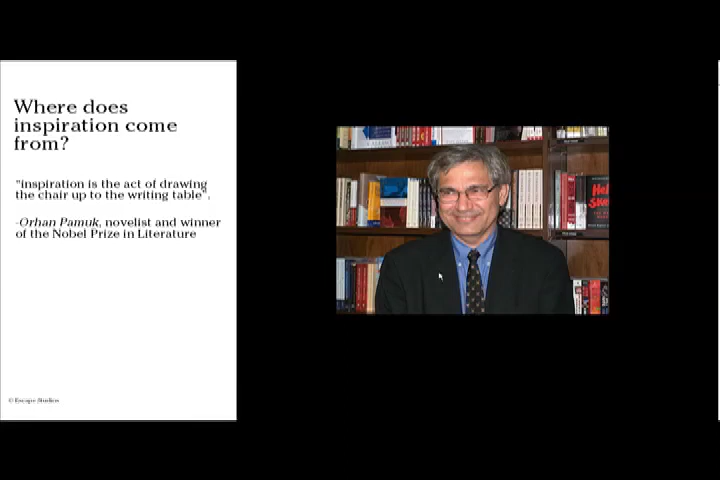 Where does
inspiration come
from?
"inspiration is the act of drawing
the chair up to the writing table".
-Orhan Pamuk, novelist and winner
of the Nobel Prize in Literature
© Escape Studios